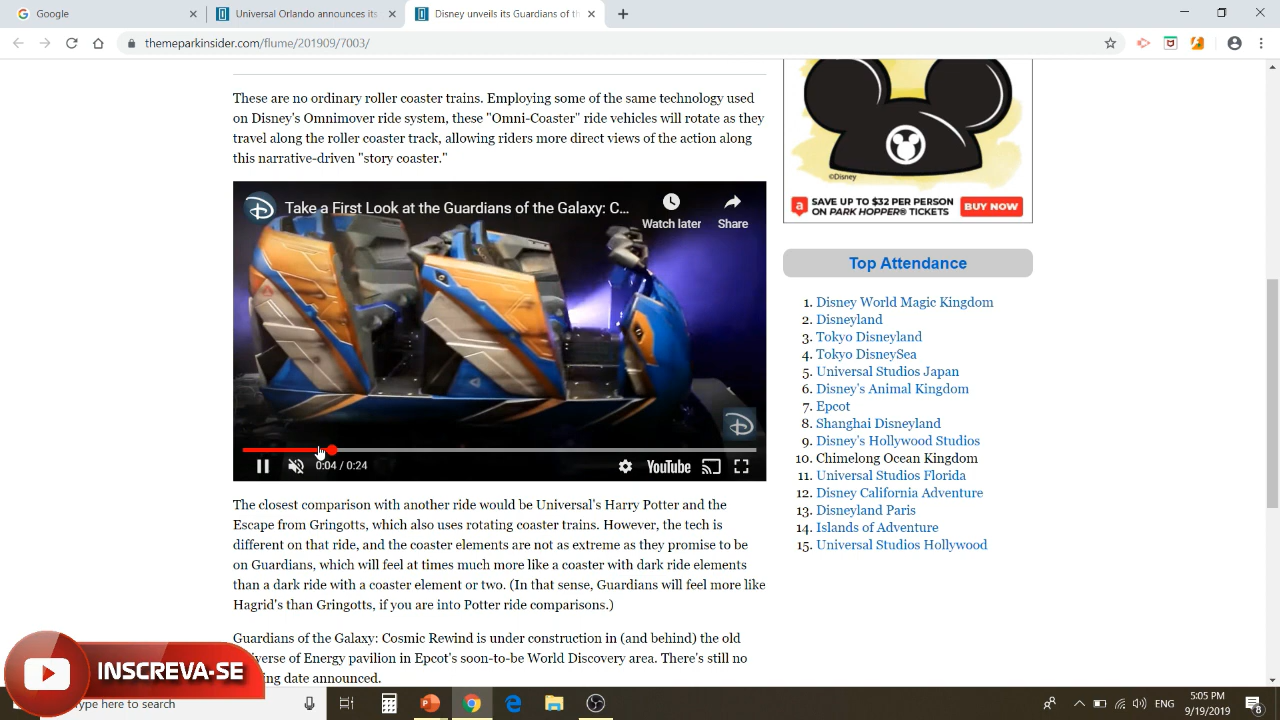 Google
Universal Orlando announces its
Disney unveils its Guardians of th
themeparkinsider.com/flume/201909/7003/
These are no ordinary roller coaster trains. Employing some of the same technology used
on Disney's Omnimover ride system, these "Omni-Coaster" ride vehicles will rotate as they
travel along the roller coaster track, allowing riders more direct views of the action along
this narrative-driven "story coaster."
Take a First Look at the Guardians of the Galaxy: C...
Watch later
Share
0:04 / 0:24
YouTube
The closest comparison with another ride would be Universal's Harry Potter and the
Escape from Gringotts, which also uses rotating coaster trains. However, the tech is
different on that ride, and the coaster elements are not as extreme as they promise to be
on Guardians, which will feel at times much more like a coaster with dark ride elements
than a dark ride with a coaster element or two. (In that sense, Guardians will feel more like
Hagrid's than Gringotts, if you are into Potter ride comparisons.)
Guardians of the Galaxy: Cosmic Rewind is under construction in (and behind) the old
verse of Energy pavilion in Epcot's soon-to-be World Discovery area. There's still no
ing date announced.
©Disney
a SAVE UP TO $32 PER PERSON
ON PARK HOPPER® TICKETS
BUY NOW
Top Attendance
1. Disney World Magic Kingdom
2. Disneyland
3. Tokyo Disneyland
4. Tokyo DisneySea
5. Universal Studios Japan
6. Disney's Animal Kingdom
7. Epcot
8. Shanghai Disneyland
9. Disney's Hollywood Studios
10. Chimelong Ocean Kingdom
11. Universal Studios Florida
12. Disney California Adventure
13. Disneyland Paris
14. Islands of Adventure
15. Universal Studios Hollywood
INSCREVA-SE
ype here to search
ENG
5:05 PM
9/19/2019
8